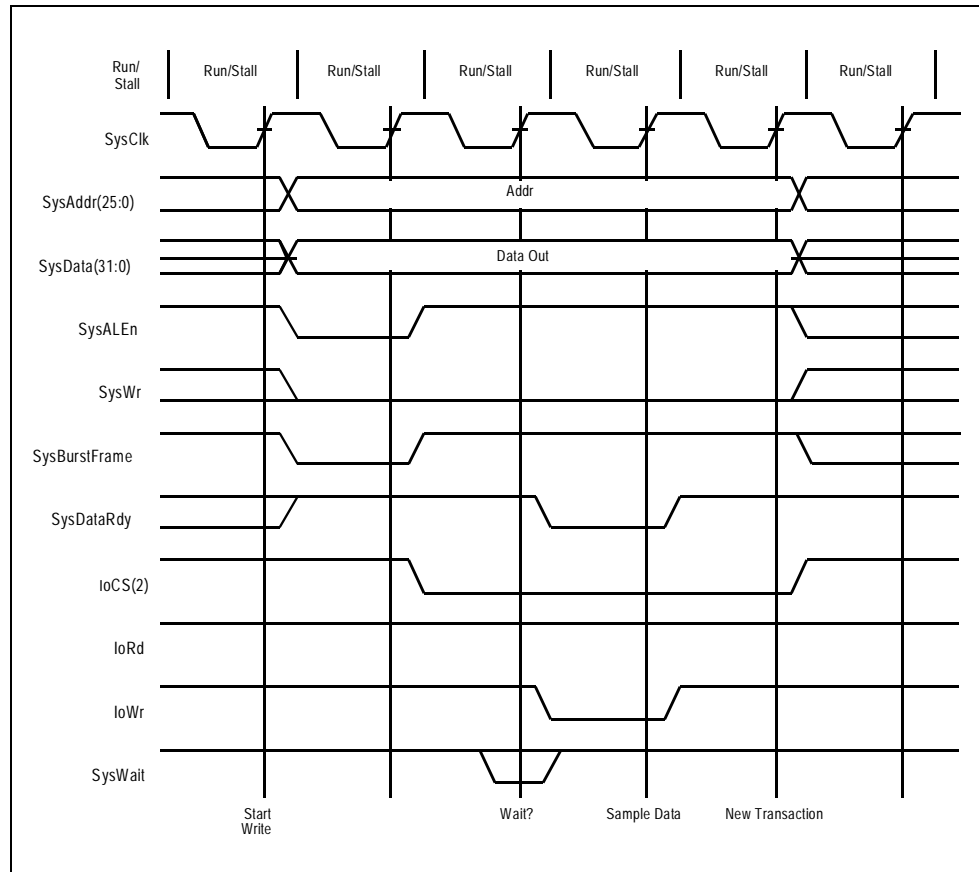 Run/
Stall
Run/Stall
Run/Stall
Run/Stall
Run/Stall
Run/Stall
Run/Stall
SysClk
SysAddr(25:0)
Addr
SysData(31:0)
Data Out
SysALEn
SysWr
SysBurstFrame
SysDataRdy
IoCS(2)
IoRd
IoWr
SysWait
Start
Write
Wait?
Sample Data
New Transaction